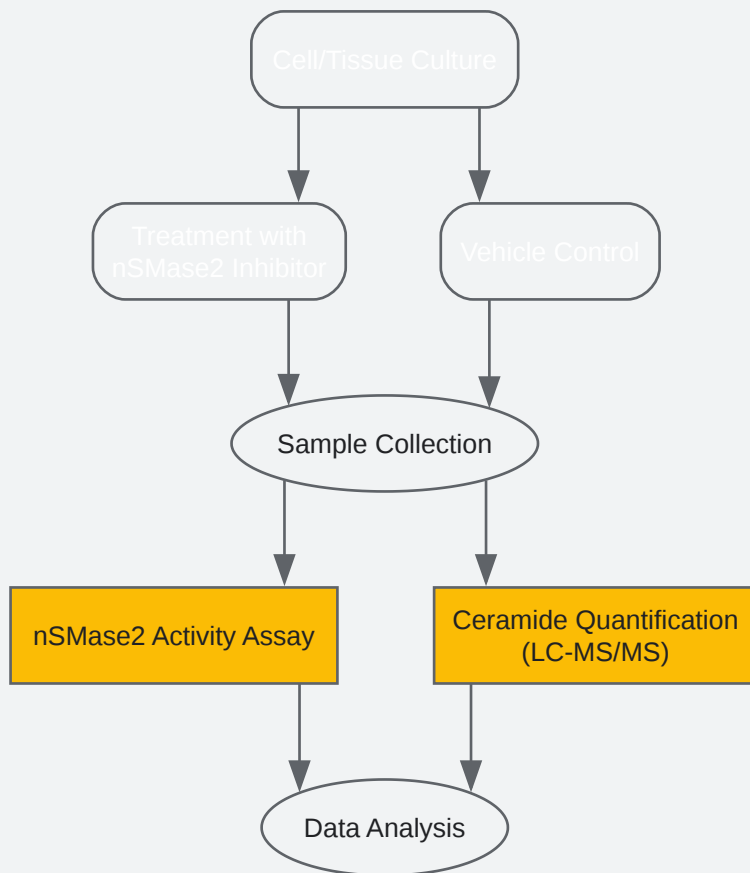 Cell/Tissue Culture
Treatment with
nSMase2 Inhibitor
Vehicle Control
Sample Collection
nSMase2 Activity Assay
Ceramide Quantification
(LC-MS/MS)
Data Analysis